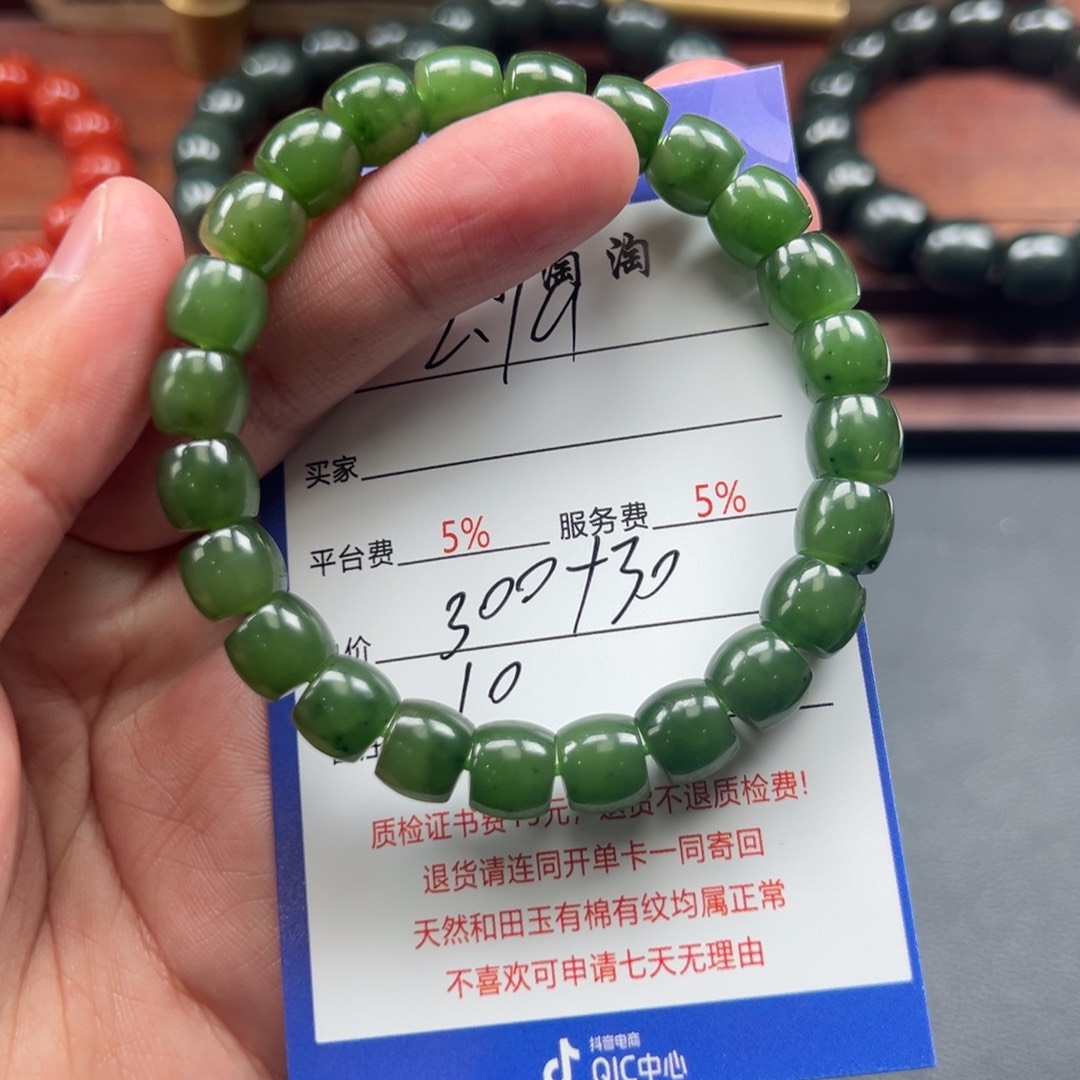 淘淘
买家
平台费 5% 服务费 5%
价 300+30
10
质检证书费 元, 退货不退质检费!
退货请连同开单卡一同寄回
天然和田玉有棉有纹均属正常
不喜欢可申请七天无理由
抖音电商
QIC中心